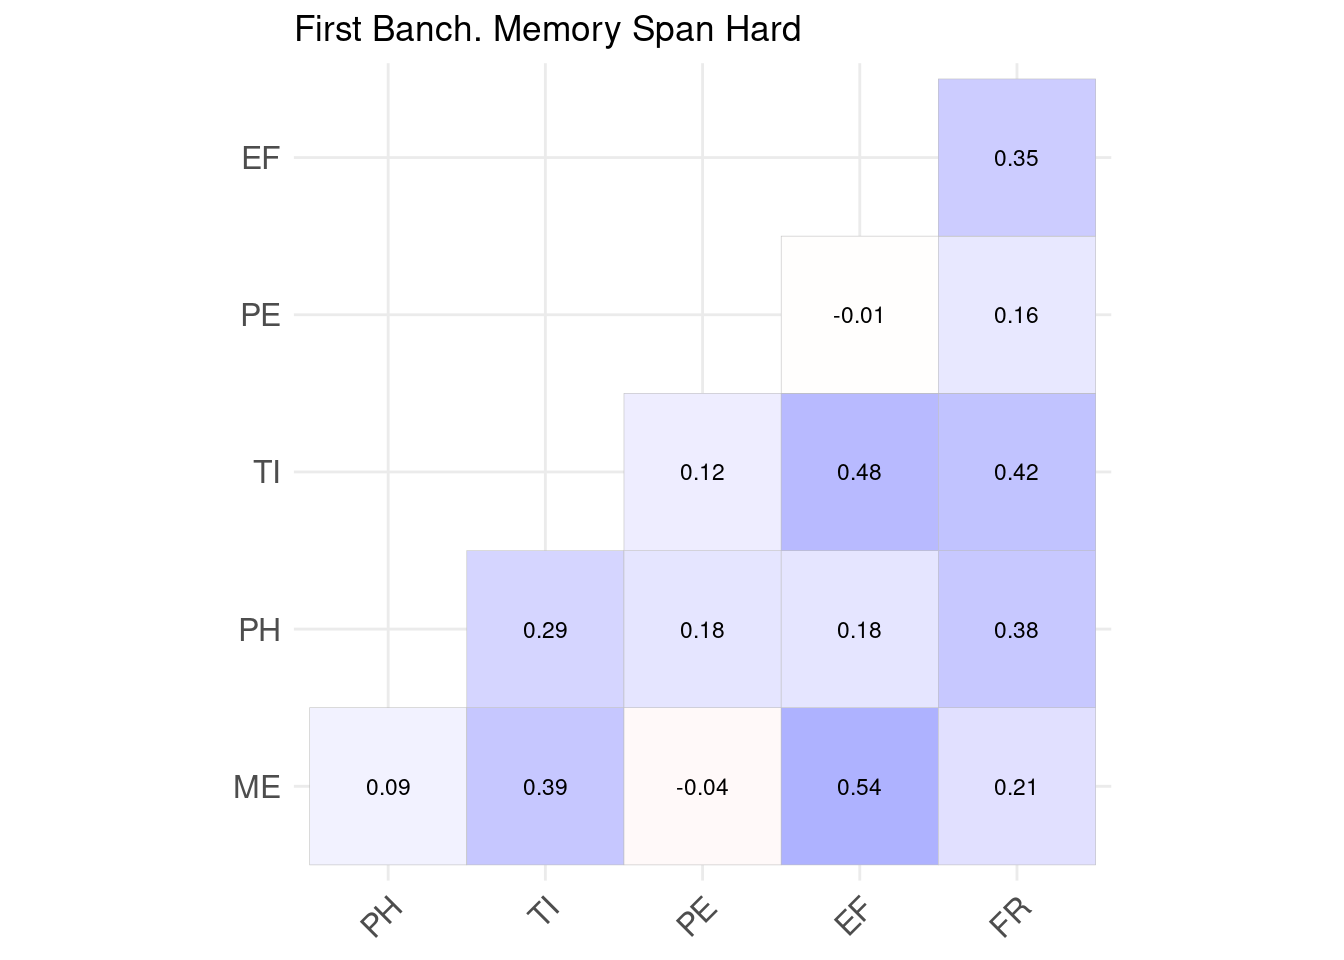 First Banch. Memory Span Hard
EF 0.35
PE -0.01 0.16
TI 0.12 0.48 0.42
PH 0.29 0.18 0.18 0.38
ME 0.09 0.39 -0.04 0.54 0.21
PH TI PE EF FR